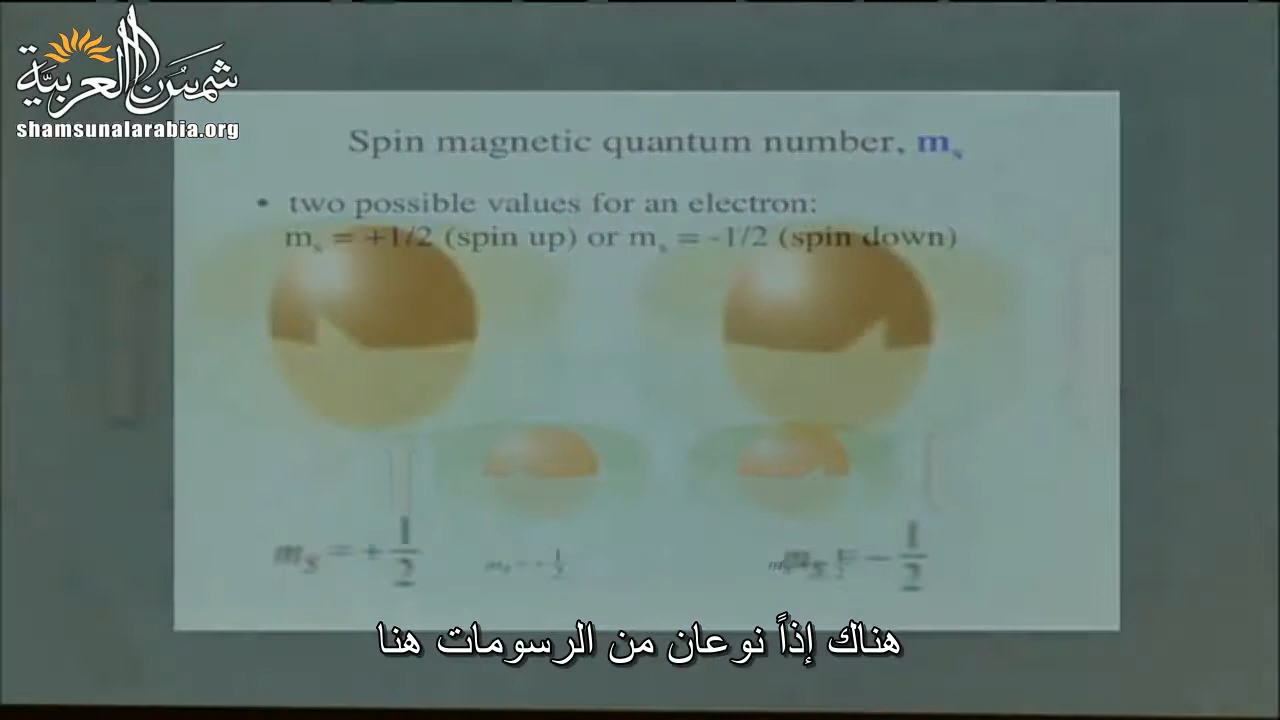 شمس العربية
shamsunalarabia.org
Spin magnetic quantum number, mₛ
• two possible values for an electron:
mₛ = +1/2 (spin up) or mₛ = -1/2 (spin down)
mₛ = + 1/2
mₛ = - 1/2
هناك إذاً نوعان من الرسومات هنا